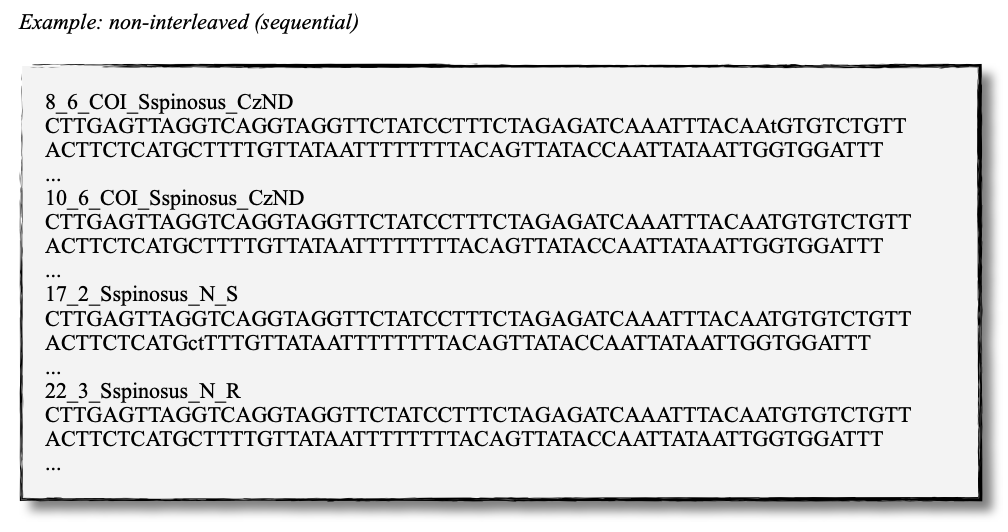 Example: non-interleaved (sequential)
8_6_COI_Sspinosus_CzND
CTTGAGTTAGGTCAGGTAGGTTCTATCCTTTCTAGAGATCAAATTTACAAtGTGTCTGTT
ACTTCTCATGCTTTTGTTATAATTTTTTTTACAGTTATACCAATTATAATTGGTGGATTT
...
10_6_COI_Sspinosus_CzND
CTTGAGTTAGGTCAGGTAGGTTCTATCCTTTCTAGAGATCAAATTTACAATGTGTCTGTT
ACTTCTCATGCTTTTGTTATAATTTTTTTTACAGTTATACCAATTATAATTGGTGGATTT
...
17_2_Sspinosus_N_S
CTTGAGTTAGGTCAGGTAGGTTCTATCCTTTCTAGAGATCAAATTTACAATGTGTCTGTT
ACTTCTCATGctTTTGTTATAATTTTTTTTACAGTTATACCAATTATAATTGGTGGATTT
...
22_3_Sspinosus_N_R
CTTGAGTTAGGTCAGGTAGGTTCTATCCTTTCTAGAGATCAAATTTACAATGTGTCTGTT
ACTTCTCATGCTTTTGTTATAATTTTTTTTACAGTTATACCAATTATAATTGGTGGATTT
...